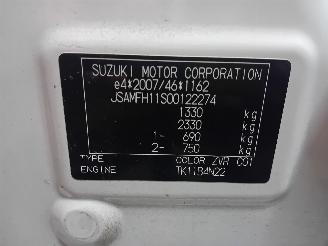 SUZUKI MOTOR CORPORATION
e4*2007/46*1162
JSAMFH11S00122274
1330 kg
2330 kg
1- 690 kg
2- 750 kg
TYPE COLOR ZVR C01
ENGINE TK11B4N22